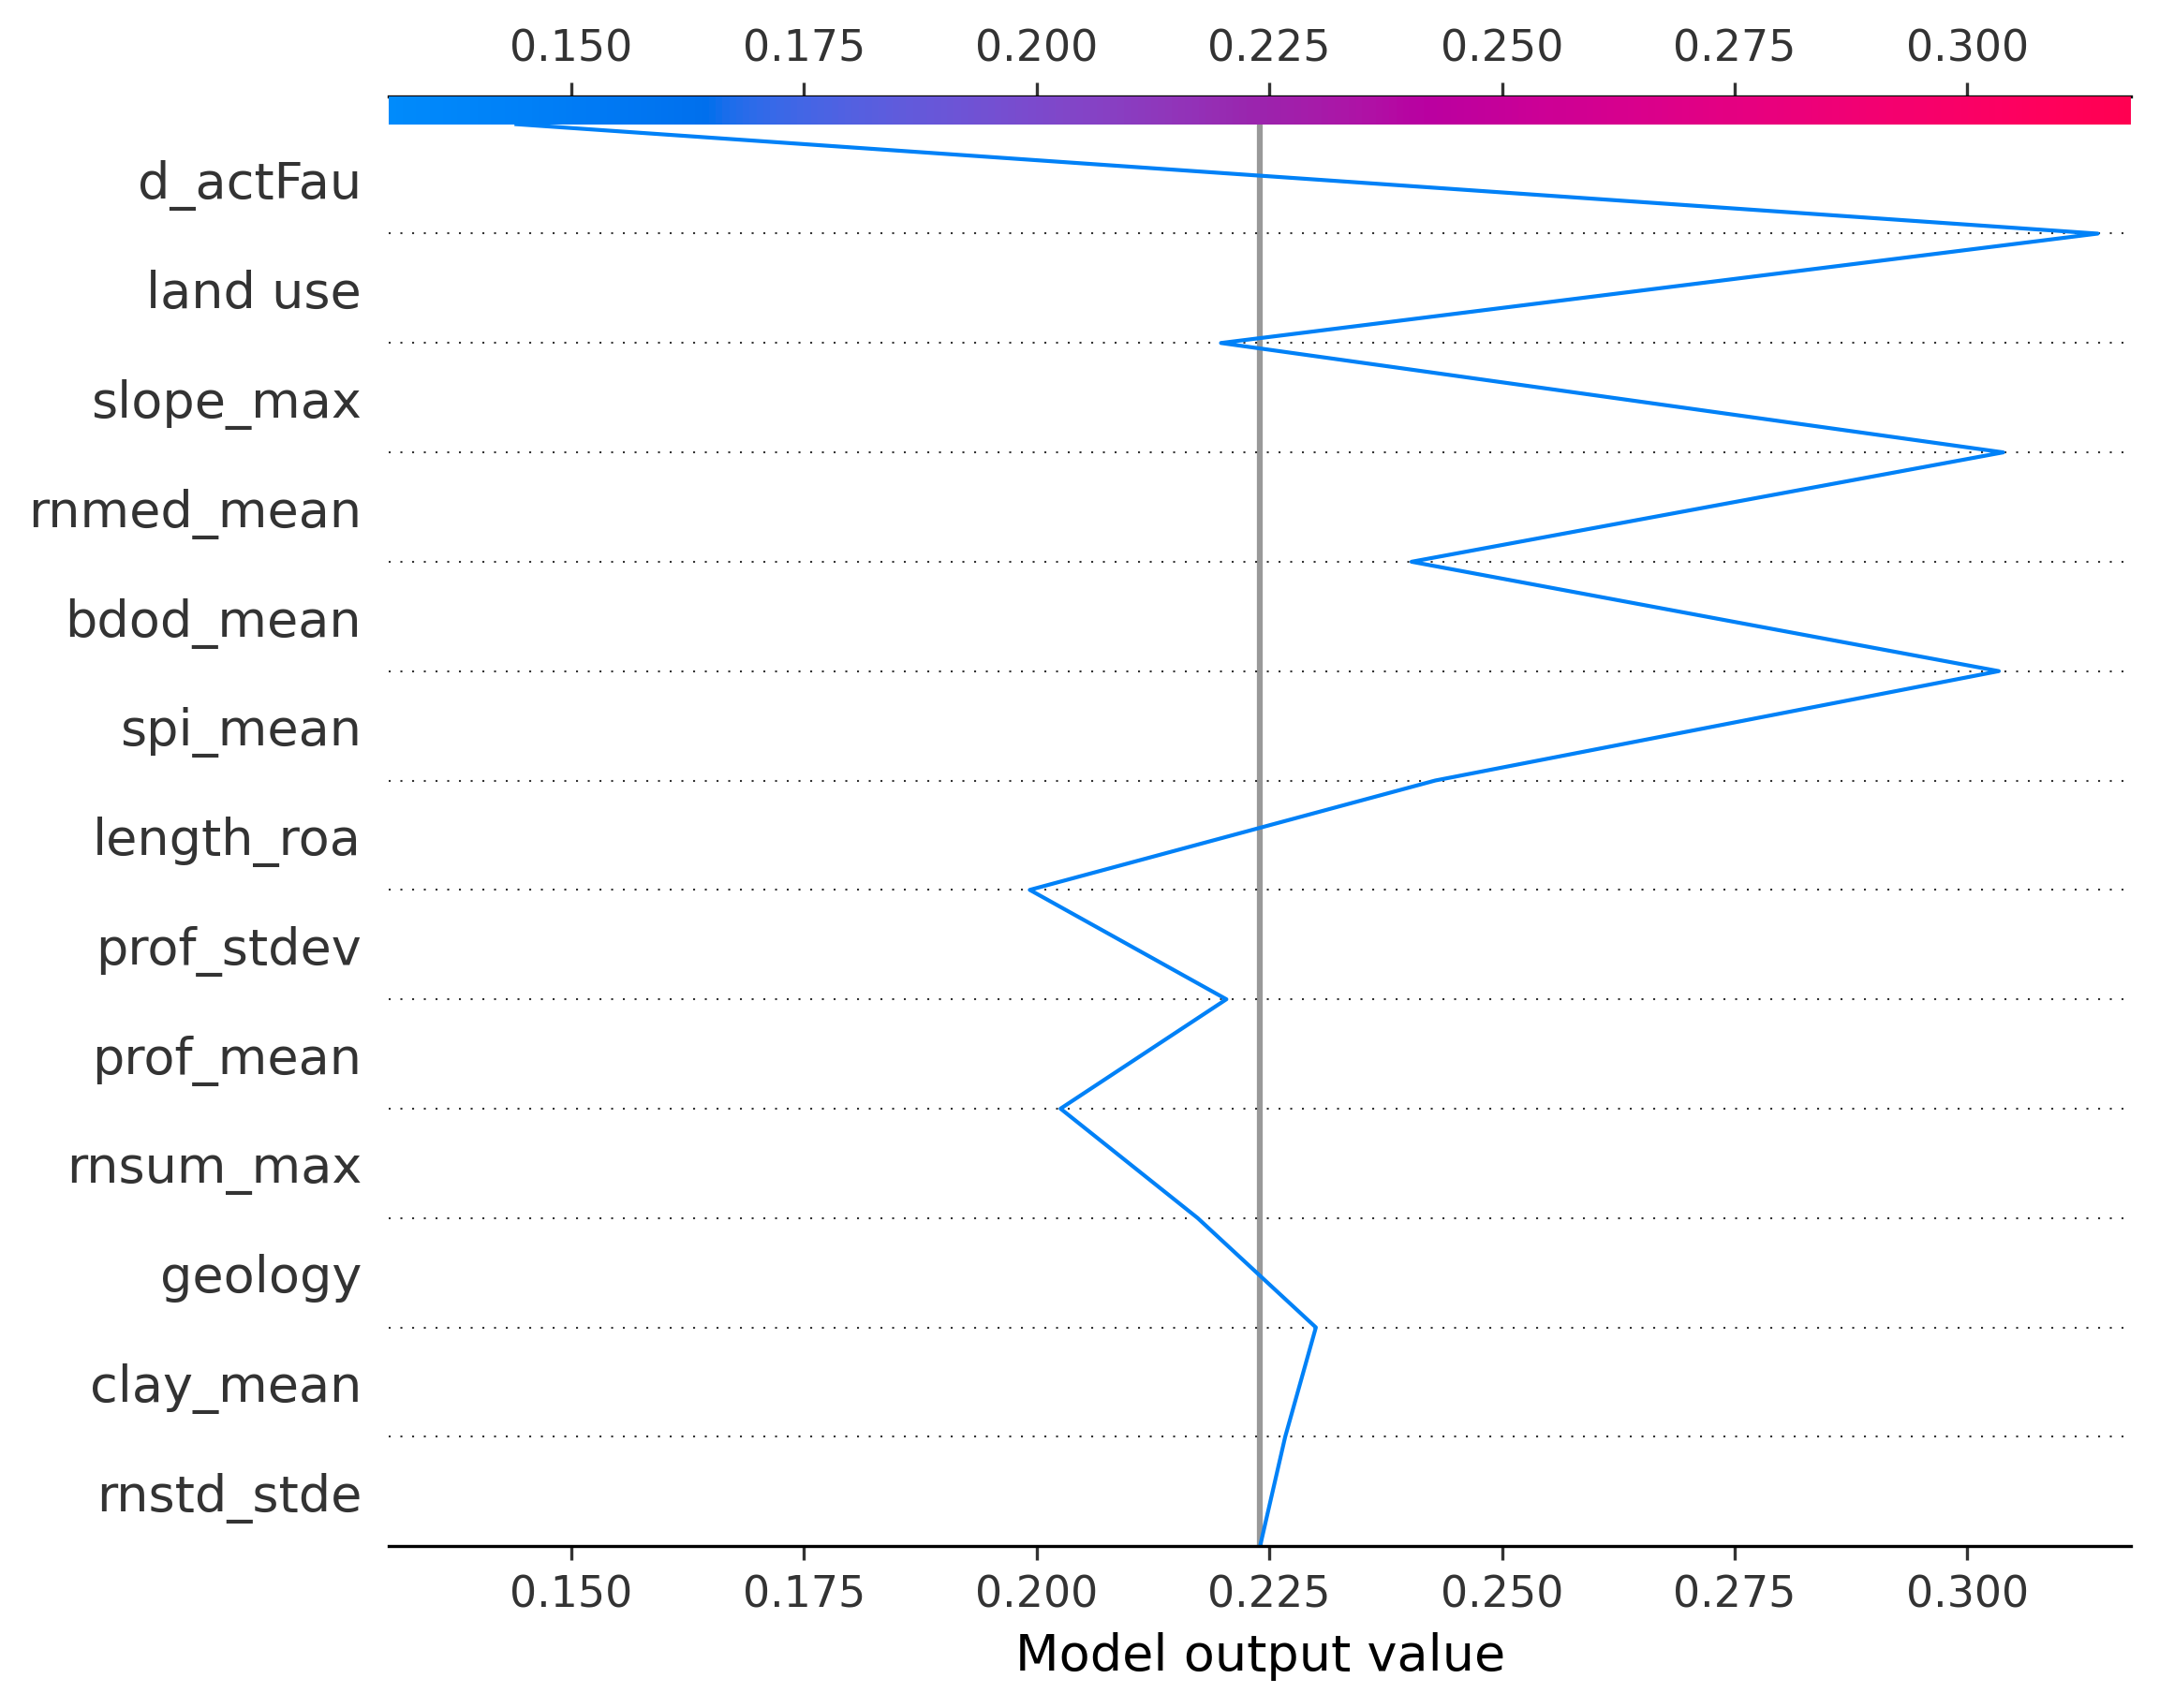 0.150 0.175 0.200 0.225 0.250 0.275 0.300
d_actFau
land use
slope_max
rnmed_mean
bdod_mean
spi_mean
length_roa
prof_stdev
prof_mean
rnsum_max
geology
clay_mean
rnstd_stde
0.150 0.175 0.200 0.225 0.250 0.275 0.300
Model output value